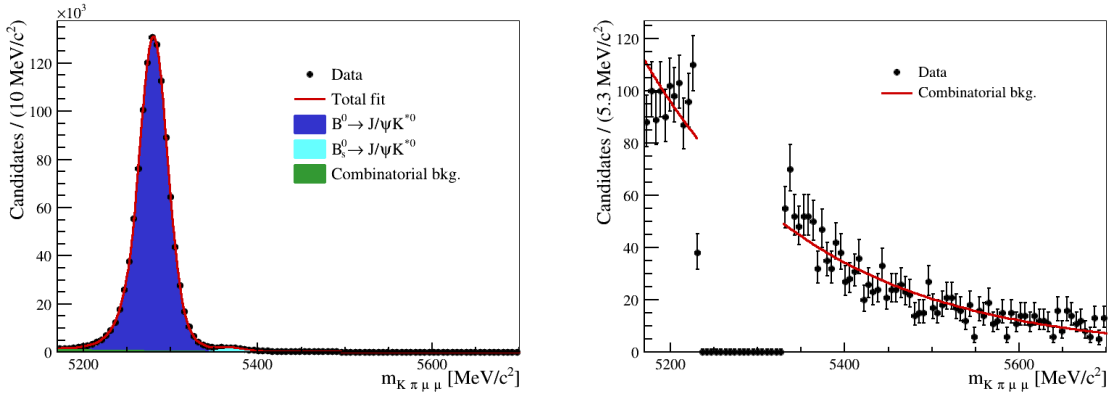 ×10³
Candidates / (10 MeV/c²)
120
100
80
60
40
20
0
5200
5400
5600
m_{K π μ μ} [MeV/c²]
Data
Total fit
B⁰→ J/ψK*⁰
B⁰ₛ→ J/ψK*⁰
Combinatorial bkg.
Candidates / (5.3 MeV/c²)
120
100
80
60
40
20
0
5200
5400
5600
m_{K π μ μ} [MeV/c²]
Data
Combinatorial bkg.